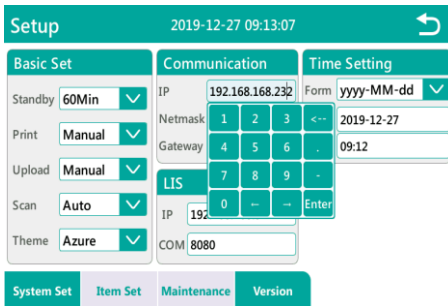 Setup 2019-12-27 09:13:07
Basic Set
Standby 60Min
Print Manual
Upload Manual
Scan Auto
Theme Azure
Communication
IP 192.168.168.232
Netmask
Gateway
1 2 3 <--
4 5 6 .
7 8 9 -
0 ← → Enter
LIS
IP 192
COM 8080
Time Setting
Form yyyy-MM-dd
2019-12-27
09:12
System Set Item Set Maintenance Version